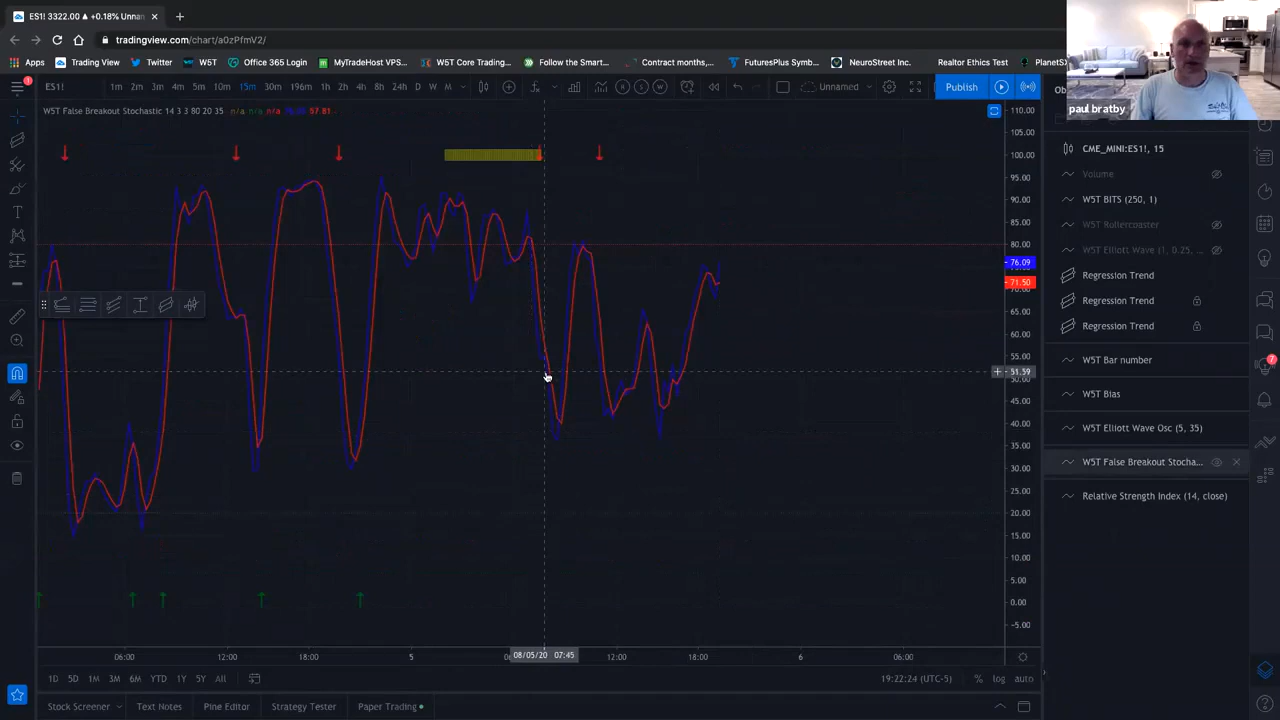 ES1! 3322.00 ▲ +0.18% Unnan
tradingview.com/chart/a0zPfmV2/
Apps Trading View Twitter W5T Office 365 Login MyTradeHost VPS... W5T Core Trading... Follow the Smart... Contract months,... FuturesPlus Symb... NeuroStreet Inc. Realtor Ethics Test PlanetS
paul bratby
1
ES1! 1m 2m 3m 4m 5m 10m 15m 30m 196m 1h 2h 4h 8h 24h D W M Unnamed Publish
W5T False Breakout Stochastic 14 3 3 80 20 35 n/a n/a n/a
CME_MINI:ES1!, 15
Volume
W5T BITS (250, 1)
W5T Rollercoaster
W5T Elliott Wave (1, 0.25, ...
Regression Trend
Regression Trend
Regression Trend
W5T Bar number
7
W5T Bias
W5T Elliott Wave Osc (5, 35)
W5T False Breakout Stocha...
Relative Strength Index (14, close)
110.00
105.00
100.00
95.00
90.00
85.00
80.00
76.09
71.50
65.00
60.00
55.00
51.59
45.00
40.00
35.00
30.00
25.00
20.00
15.00
10.00
5.00
0.00
-5.00
06:00 12:00 18:00 5 08/05/20 07:45 12:00 18:00 6 06:00
1D 5D 1M 3M 6M YTD 1Y 5Y All 19:22:24 (UTC-5) % log auto
Stock Screener Text Notes Pine Editor Strategy Tester Paper Trading